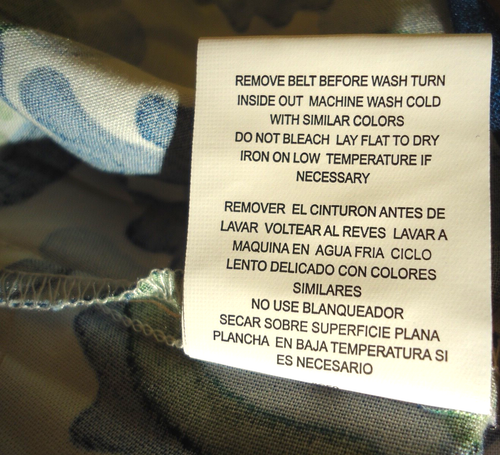 REMOVE BELT BEFORE WASH TURN
INSIDE OUT MACHINE WASH COLD
WITH SIMILAR COLORS
DO NOT BLEACH LAY FLAT TO DRY
IRON ON LOW TEMPERATURE IF
NECESSARY
REMOVER EL CINTURON ANTES DE
LAVAR VOLTEAR AL REVES LAVAR A
MAQUINA EN AGUA FRIA CICLO
LENTO DELICADO CON COLORES
SIMILARES
NO USE BLANQUEADOR
SECAR SOBRE SUPERFICIE PLANA
PLANCHA EN BAJA TEMPERATURA SI
ES NECESARIO